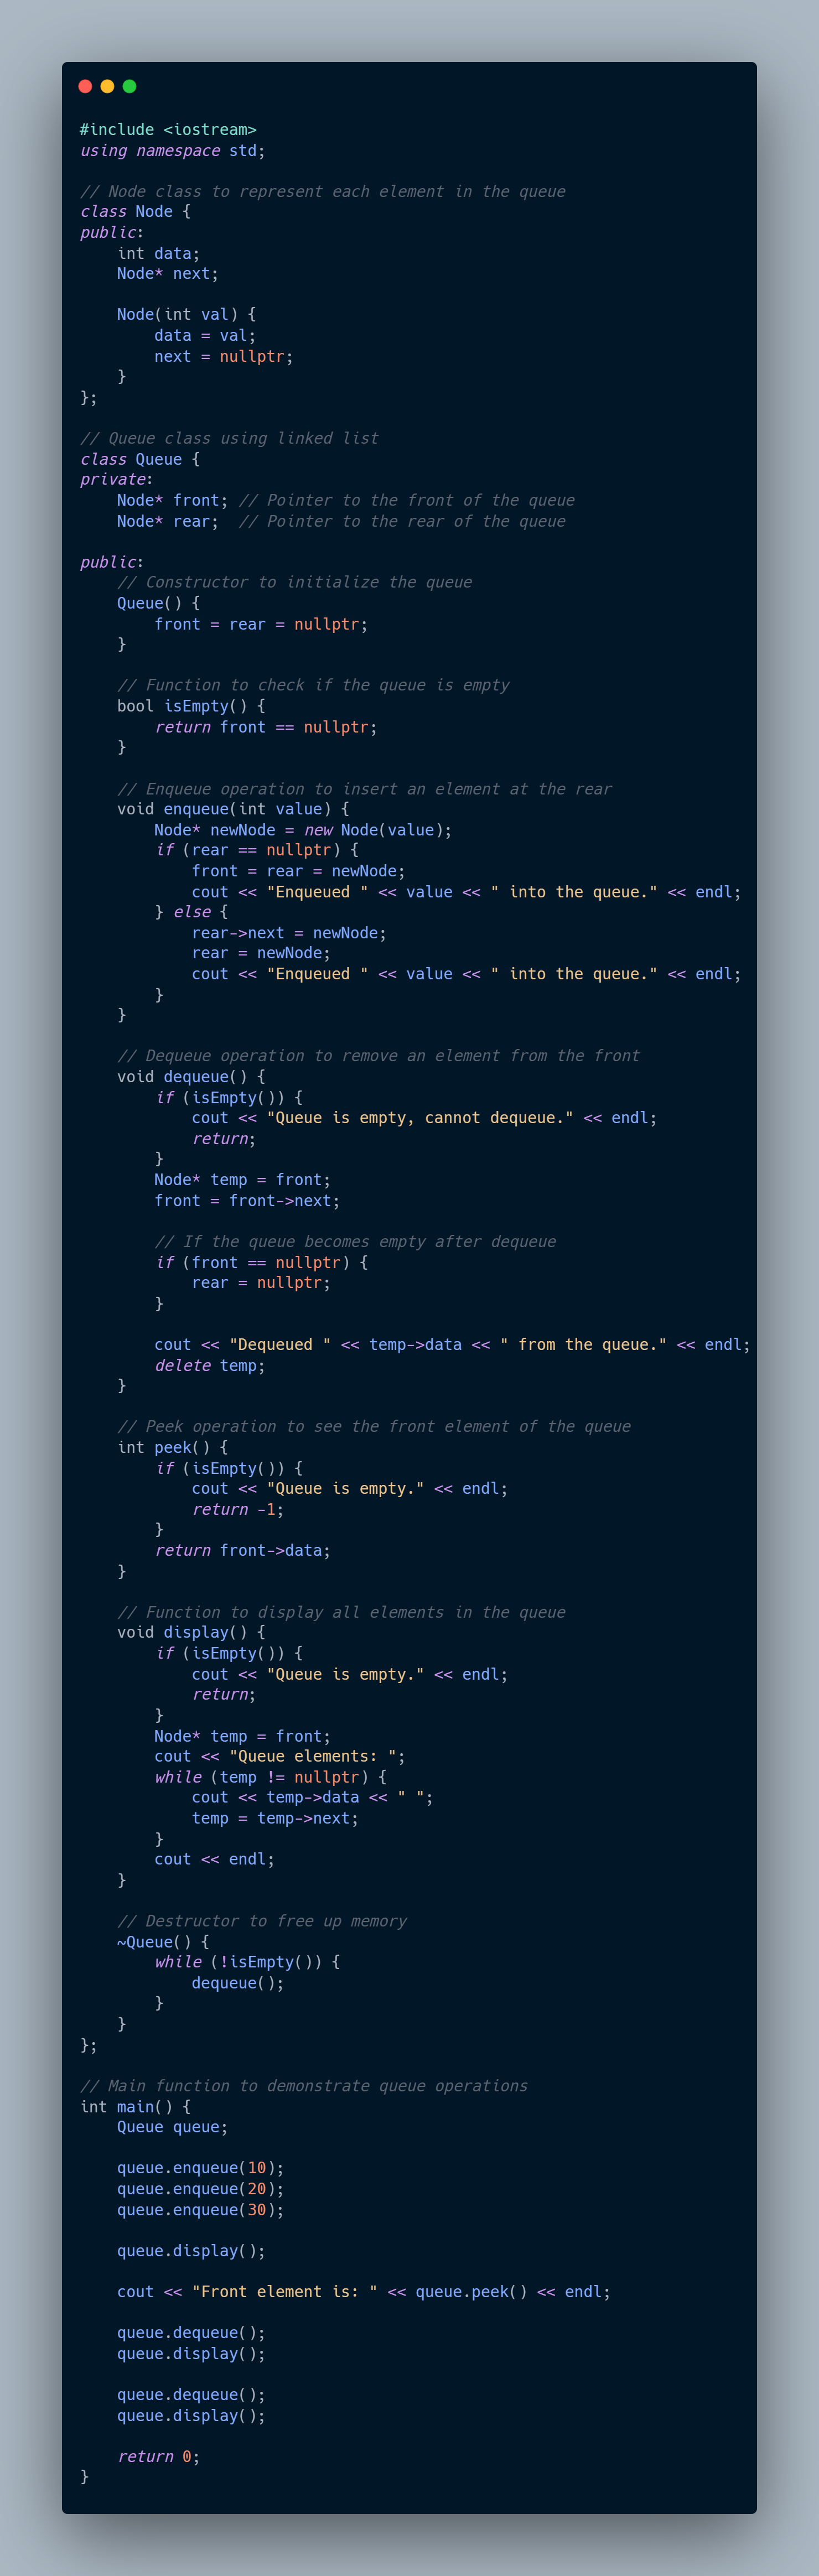 #include <iostream>
using namespace std;

// Node class to represent each element in the queue
class Node {
public:
    int data;
    Node* next;

    Node(int val) {
        data = val;
        next = nullptr;
    }
};

// Queue class using linked list
class Queue {
private:
    Node* front; // Pointer to the front of the queue
    Node* rear;  // Pointer to the rear of the queue

public:
    // Constructor to initialize the queue
    Queue() {
        front = rear = nullptr;
    }

    // Function to check if the queue is empty
    bool isEmpty() {
        return front == nullptr;
    }

    // Enqueue operation to insert an element at the rear
    void enqueue(int value) {
        Node* newNode = new Node(value);
        if (rear == nullptr) {
            front = rear = newNode;
            cout << "Enqueued " << value << " into the queue." << endl;
        } else {
            rear->next = newNode;
            rear = newNode;
            cout << "Enqueued " << value << " into the queue." << endl;
        }
    }

    // Dequeue operation to remove an element from the front
    void dequeue() {
        if (isEmpty()) {
            cout << "Queue is empty, cannot dequeue." << endl;
            return;
        }
        Node* temp = front;
        front = front->next;

        // If the queue becomes empty after dequeue
        if (front == nullptr) {
            rear = nullptr;
        }

        cout << "Dequeued " << temp->data << " from the queue." << endl;
        delete temp;
    }

    // Peek operation to see the front element of the queue
    int peek() {
        if (isEmpty()) {
            cout << "Queue is empty." << endl;
            return -1;
        }
        return front->data;
    }

    // Function to display all elements in the queue
    void display() {
        if (isEmpty()) {
            cout << "Queue is empty." << endl;
            return;
        }
        Node* temp = front;
        cout << "Queue elements: ";
        while (temp != nullptr) {
            cout << temp->data << " ";
            temp = temp->next;
        }
        cout << endl;
    }

    // Destructor to free up memory
    ~Queue() {
        while (!isEmpty()) {
            dequeue();
        }
    }
};

// Main function to demonstrate queue operations
int main() {
    Queue queue;

    queue.enqueue(10);
    queue.enqueue(20);
    queue.enqueue(30);

    queue.display();

    cout << "Front element is: " << queue.peek() << endl;

    queue.dequeue();
    queue.display();

    queue.dequeue();
    queue.display();

    return 0;
}